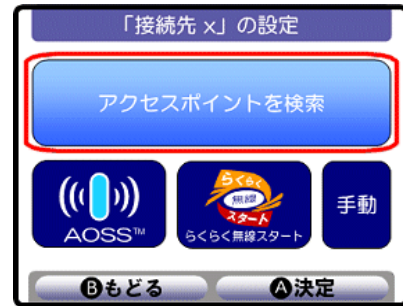 「接続先 x」の設定
アクセスポイントを検索
AOSS™
らくらく
無線
スタート
らくらく無線スタート
手動
Bもどる
A決定